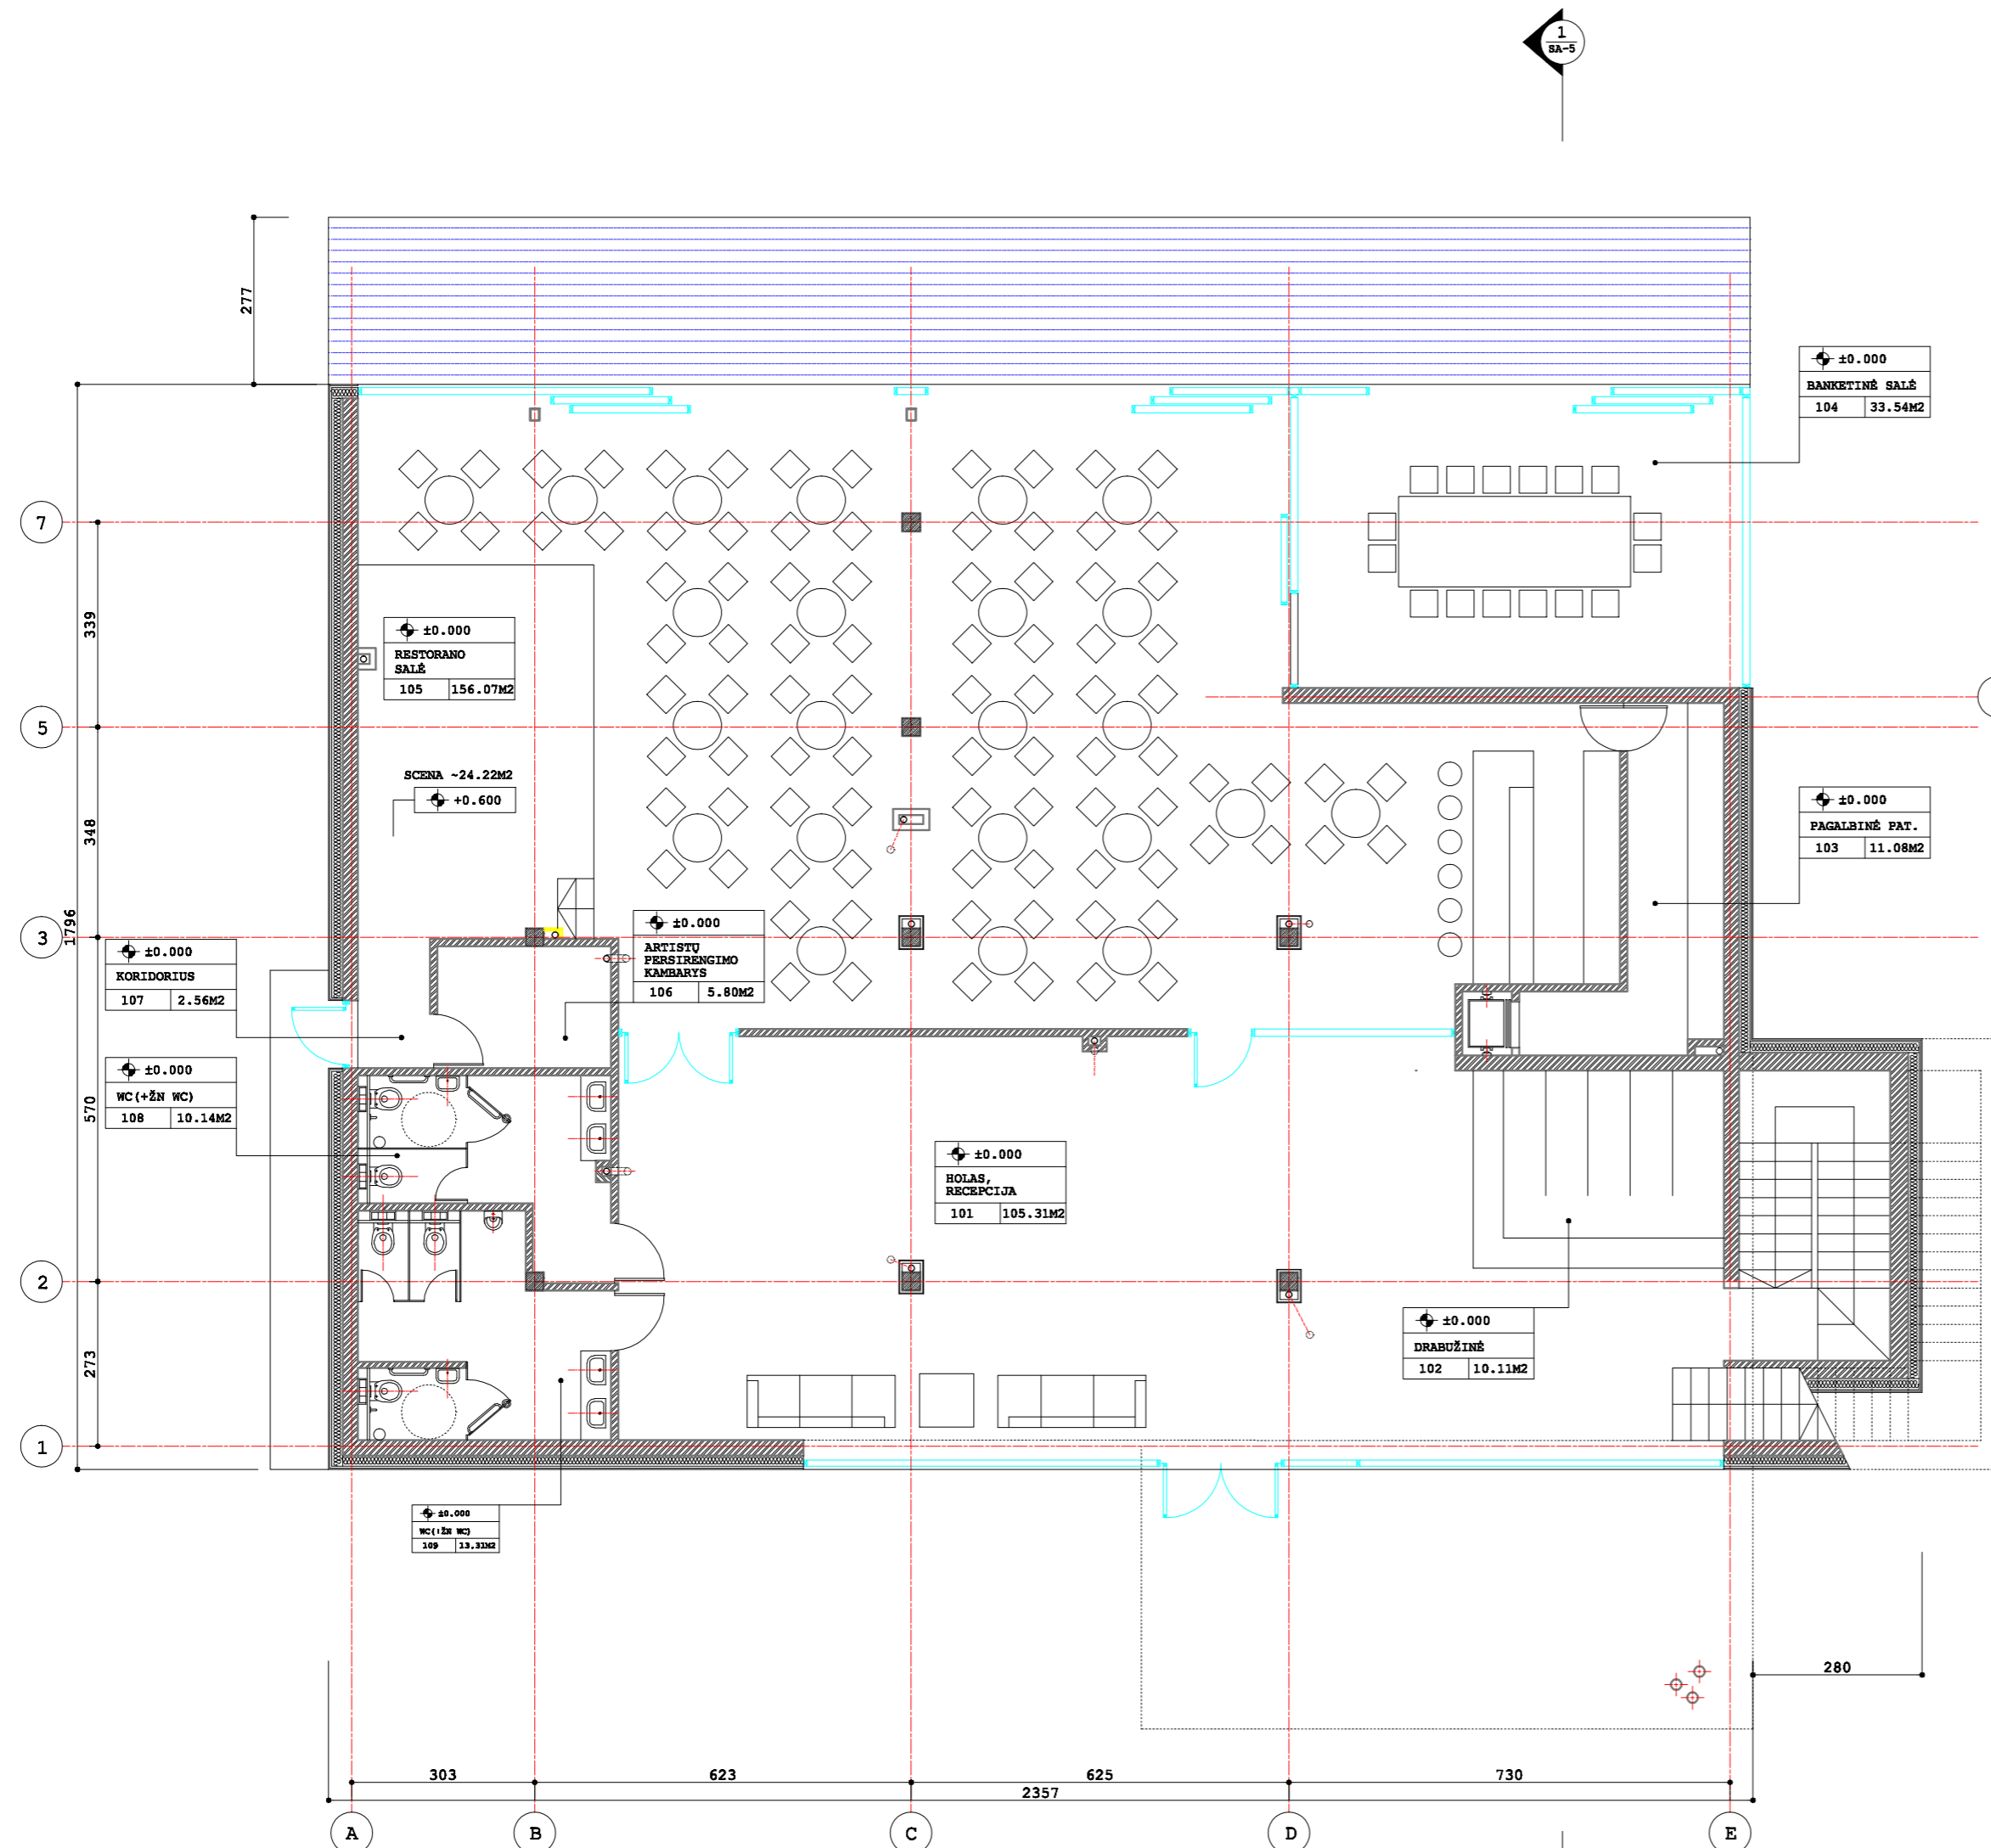 1
SA-5
277
±0.000
BANKETINĖ SALĖ
104 33.54M2
7
339
±0.000
RESTORANO
SALĖ
105 156.07M2
5
SCENA ~24.22M2
+0.600
348
±0.000
PAGALBINĖ PAT.
103 11.08M2
1796
3
±0.000
ARTISTŲ
PERSIRENGIMO
KAMBARYS
106 5.80M2
±0.000
KORIDORIUS
107 2.56M2
±0.000
WC(+ŽN WC)
108 10.14M2
570
±0.000
HOLAS,
RECEPCIJA
101 105.31M2
2
±0.000
DRABUŽINĖ
102 10.11M2
273
1
±0.000
WC(+ŽN WC)
109 13.31M2
280
303 623 625 730
2357
A B C D E